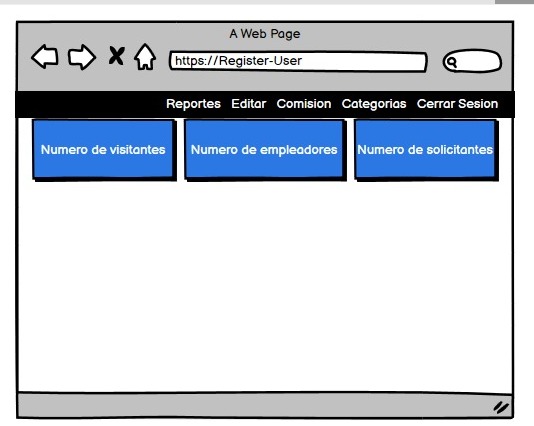 A Web Page
https://Register-User
Reportes Editar Comision Categorias Cerrar Sesion
Numero de visitantes Numero de empleadores Numero de solicitantes